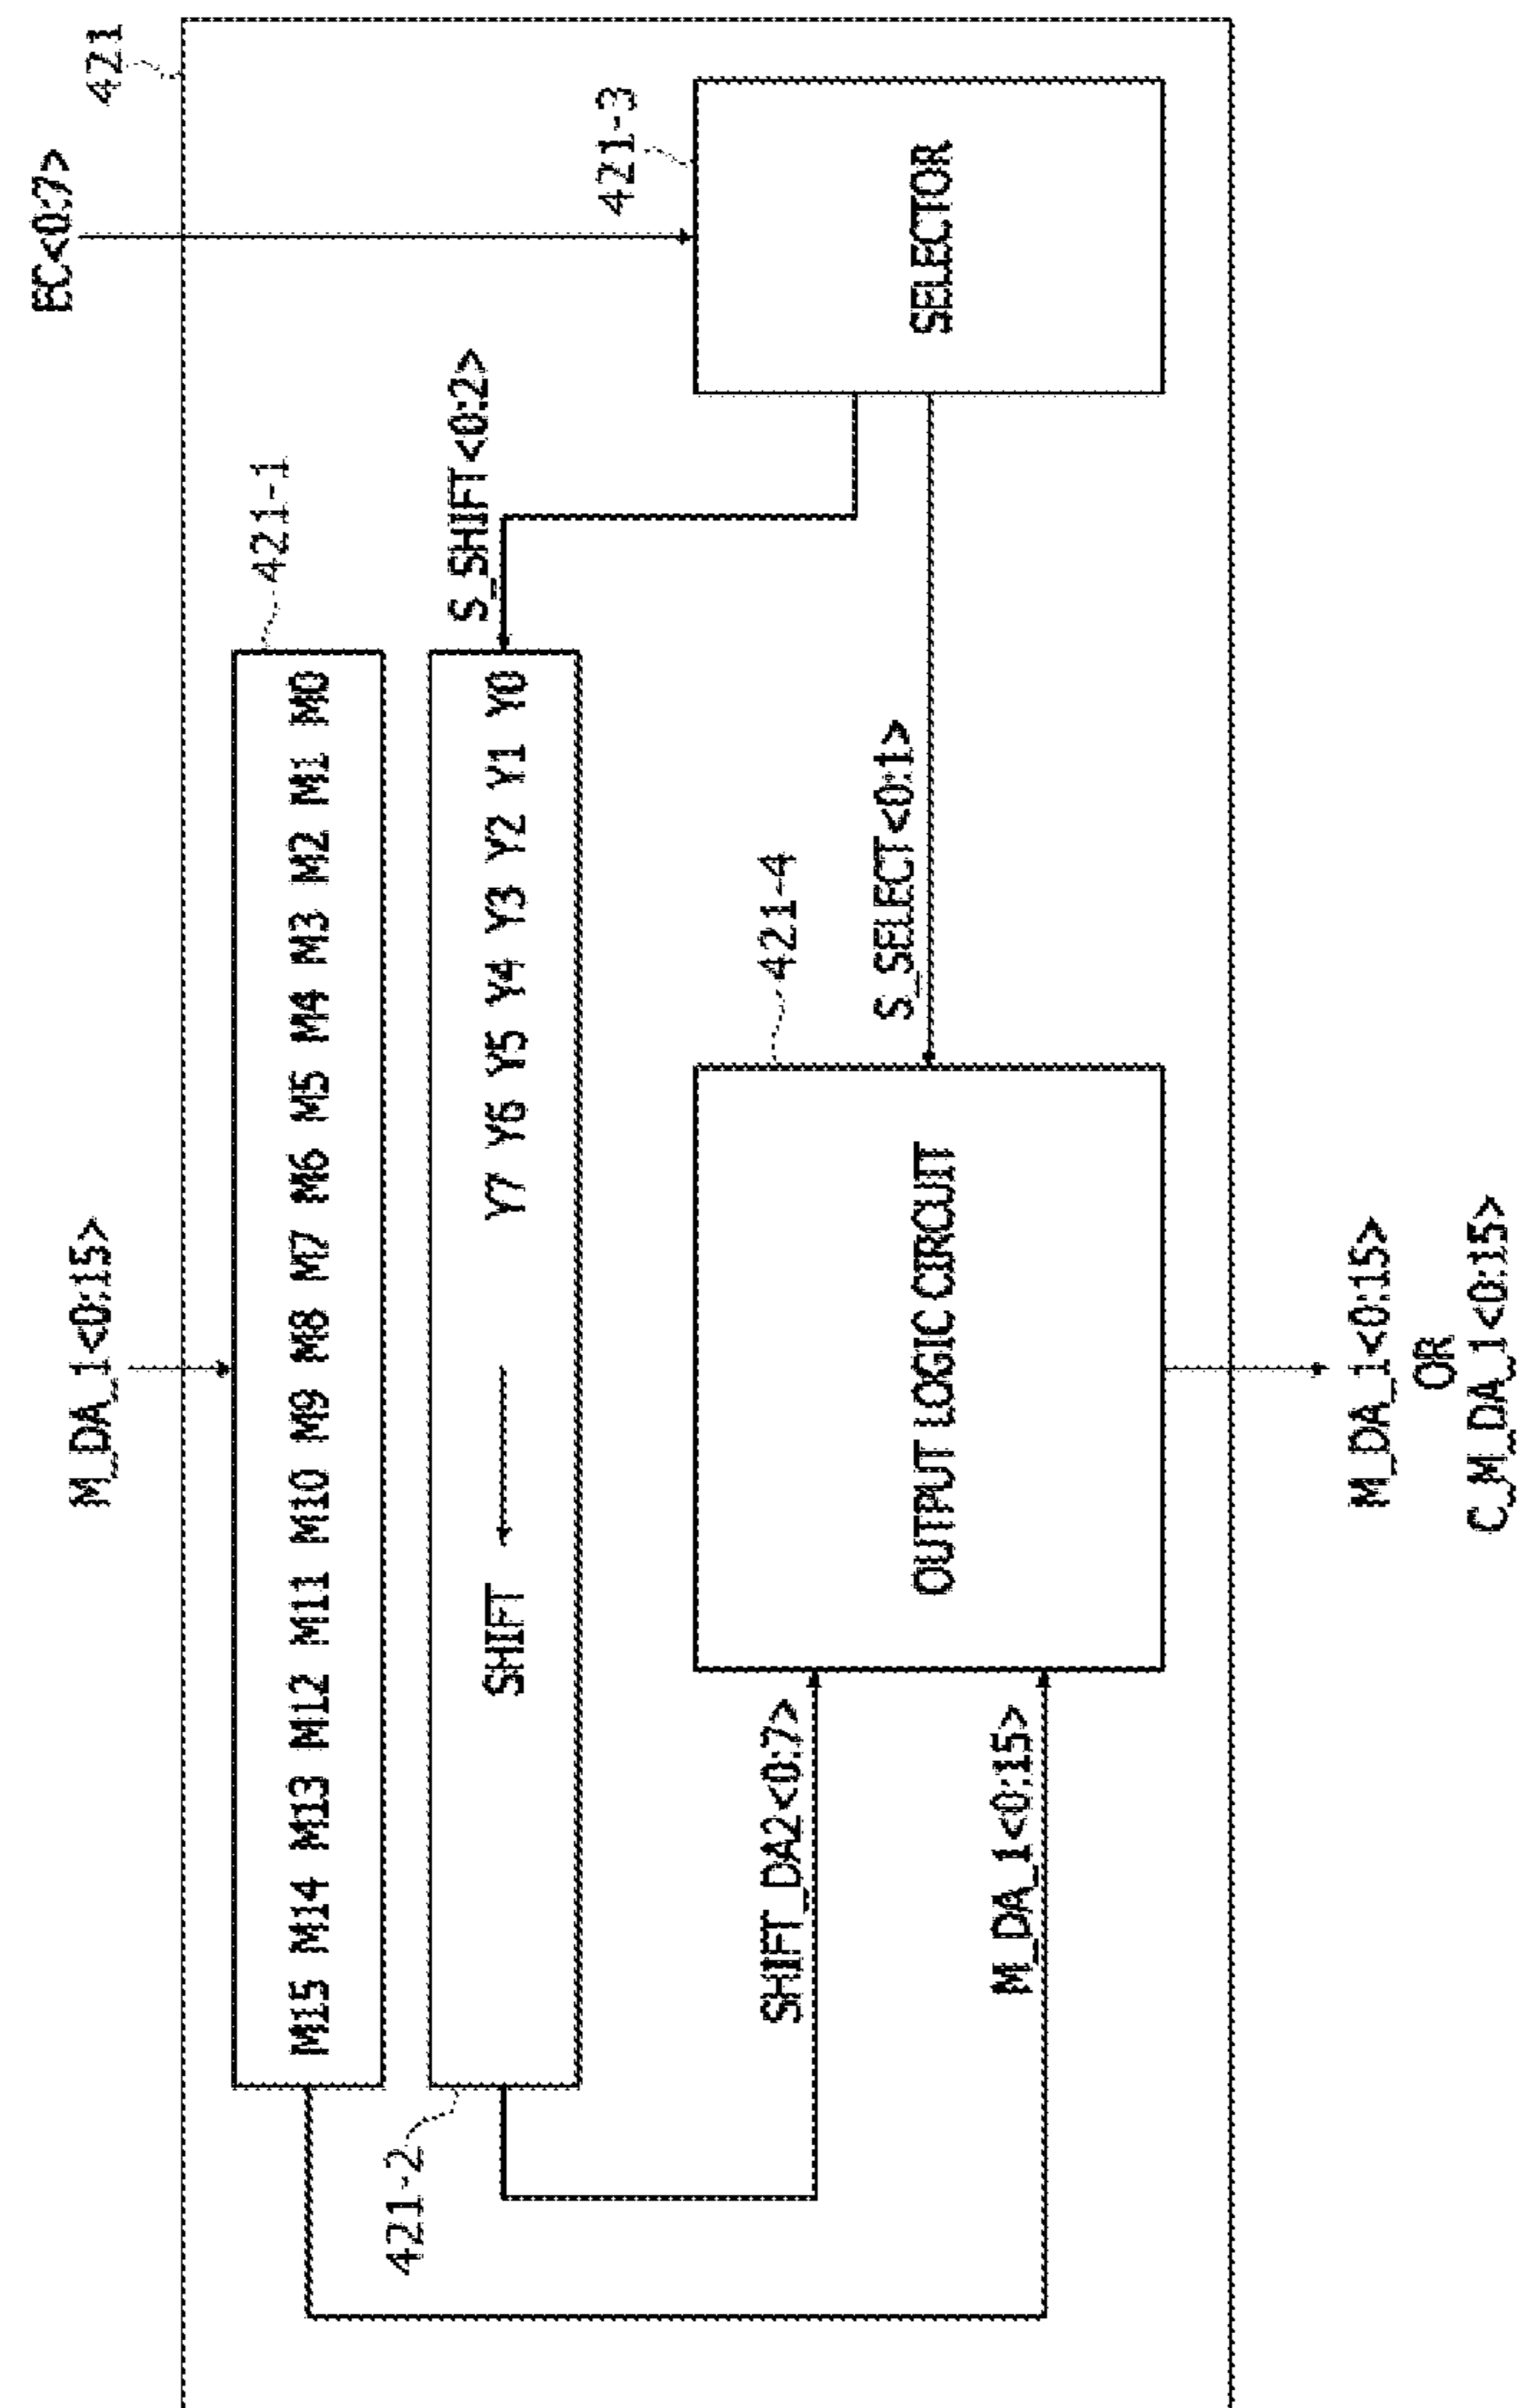 421
EC<0:7>
M_DA_1<0:15>
421-1
M15 M14 M13 M12 M11 M10 M9 M8 M7 M6 M5 M4 M3 M2 M1 M0
421-2
SHIFT
Y7 Y6 Y5 Y4 Y3 Y2 Y1 Y0
S_SHIFT<0:2>
421-3
SELECTOR
SHIFT_DA2<0:7>
421-4
OUTPUT LOGIC CIRCUIT
S_SELECT<0:1>
M_DA_1<0:15>
M_DA_1<0:15>
OR
C_M_DA_1<0:15>